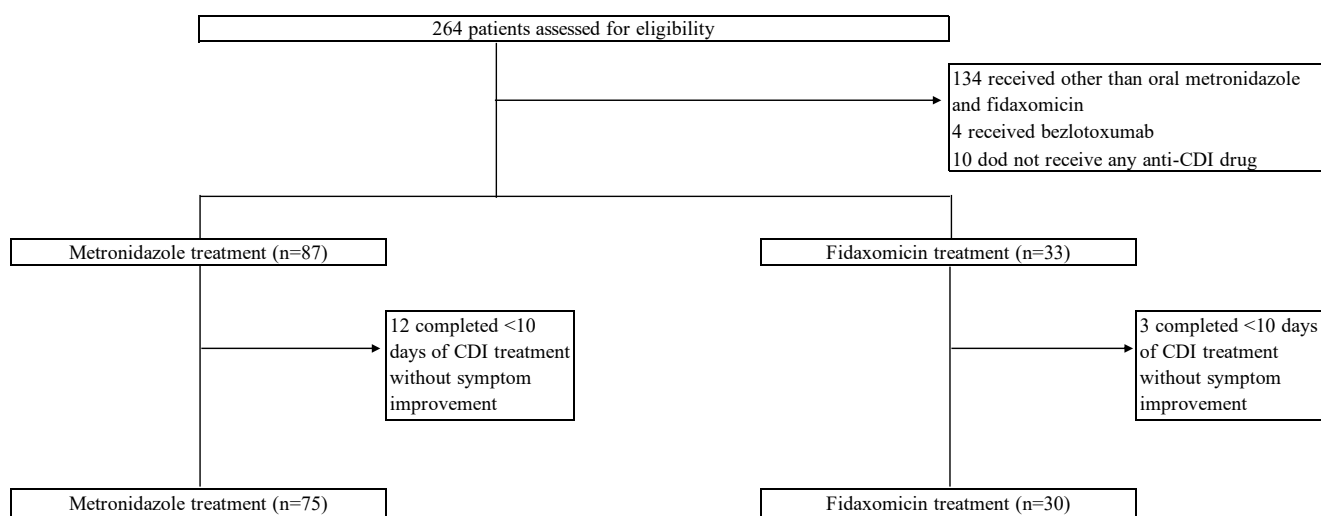 264 patients assessed for eligibility
134 received other than oral metronidazole
and fidaxomicin
4 received bezlotoxumab
10 dod not receive any anti-CDI drug
Metronidazole treatment (n=87)
Fidaxomicin treatment (n=33)
12 completed <10
days of CDI treatment
without symptom
improvement
3 completed <10 days
of CDI treatment
without symptom
improvement
Metronidazole treatment (n=75)
Fidaxomicin treatment (n=30)